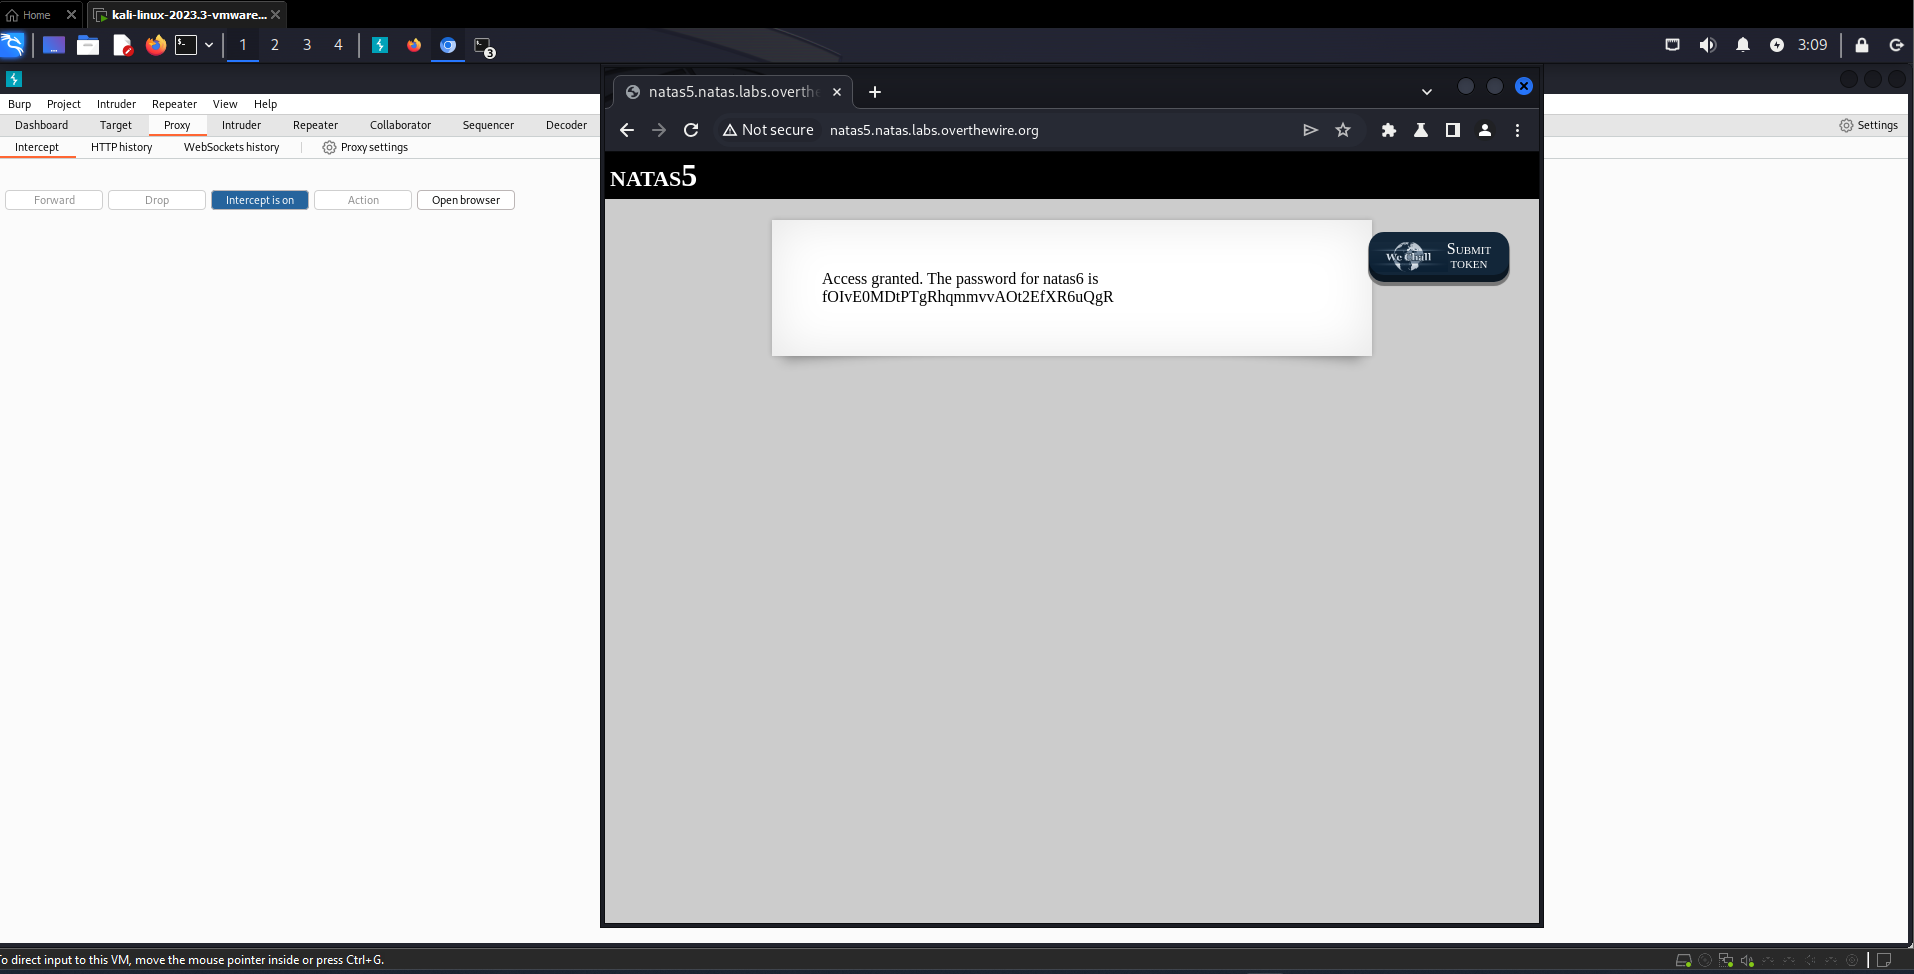 Home
kali-linux-2023.3-vmware...
1 2 3 4
3
3:09
Burp Project Intruder Repeater View Help
Dashboard Target Proxy Intruder Repeater Collaborator Sequencer Decoder
Settings
Intercept HTTP history WebSockets history Proxy settings
Forward Drop Intercept is on Action Open browser
natas5.natas.labs.overthe
Not secure natas5.natas.labs.overthewire.org
NATAS5
Access granted. The password for natas6 is
fOIvE0MDtPTgRhqmmvvAOt2EfXR6uQgR
We Chall
SUBMIT
TOKEN
To direct input to this VM, move the mouse pointer inside or press Ctrl+G.